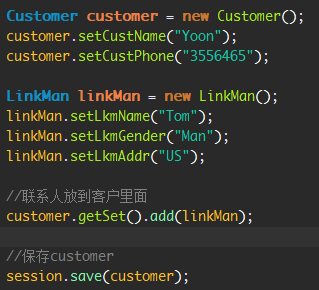 Customer customer = new Customer();
customer.setCustName("Yoon");
customer.setCustPhone("3556465");
LinkMan linkMan = new LinkMan();
linkMan.setLkmName("Tom");
linkMan.setLkmGender("Man");
linkMan.setLkmAddr("US");
//联系人放到客户里面
customer.getSet().add(linkMan);
//保存customer
session.save(customer);